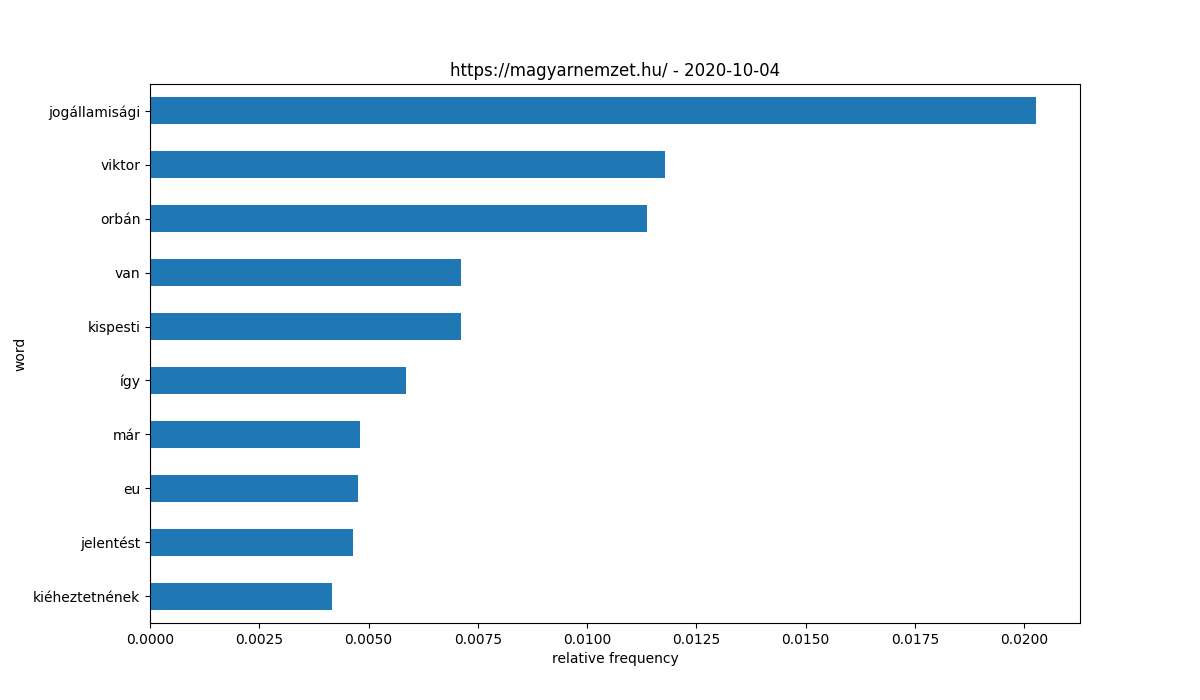 https://magyarnemzet.hu/ - 2020-10-04
jogállamisági
viktor
orbán
van
kispesti
így
már
eu
jelentést
kiéheztetnének
word
0.0000 0.0025 0.0050 0.0075 0.0100 0.0125 0.0150 0.0175 0.0200
relative frequency